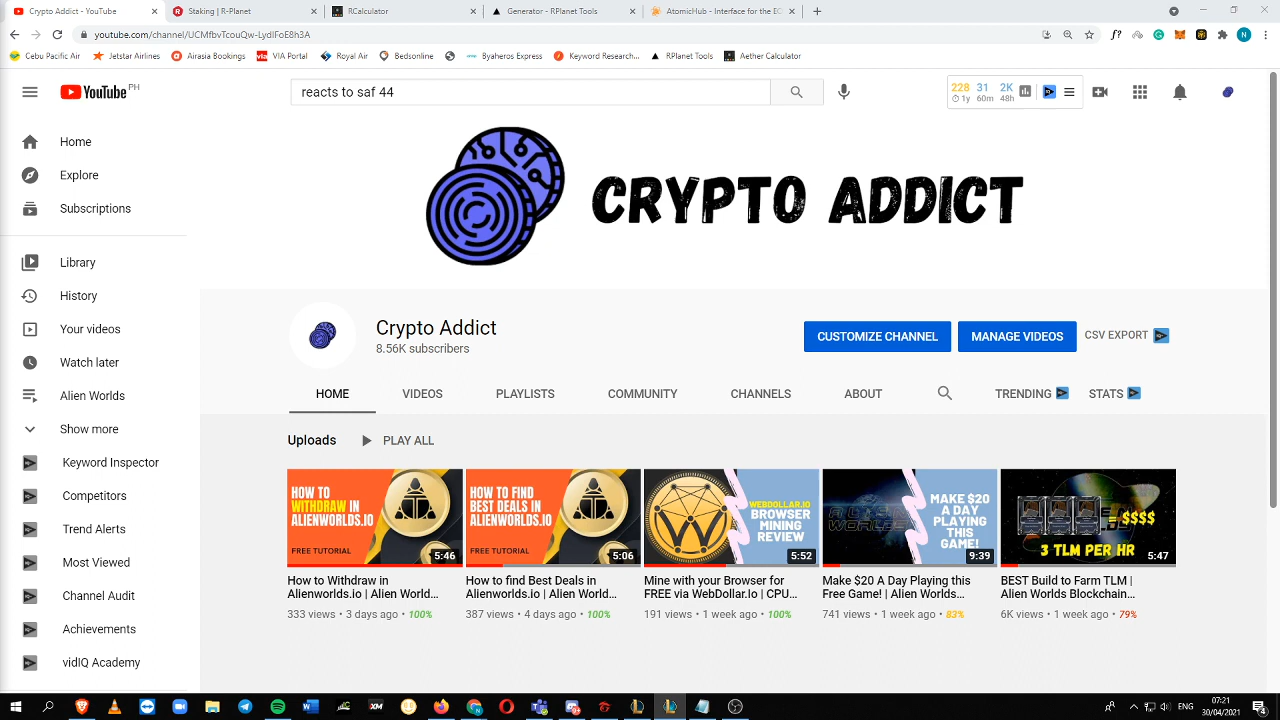 Crypto Addict - YouTube
Staking | R-Planet
RCalculator
Generator - RPlanet Tools
AtomicHub - Interface for the EO
youtube.com/channel/UCMfbvTcouQw-LydIFoE8h3A
Cebu Pacific Air
Jetstar Airlines
Airasia Bookings
via VIA Portal
Royal Air
Bedsonline
8yaheros Express
Keyword Research...
RPlanet Tools
Aether Calculator
YouTube PH
reacts to saf 44
228 31 2K
1y 60m 48h
Home
Explore
Subscriptions
Library
History
Your videos
Watch later
Alien Worlds
Show more
Keyword Inspector
Competitors
Trend Alerts
Most Viewed
Channel Audit
Achievements
vidIQ Academy
CRYPTO ADDICT
Crypto Addict
8.56K subscribers
CUSTOMIZE CHANNEL
MANAGE VIDEOS
CSV EXPORT
HOME
VIDEOS
PLAYLISTS
COMMUNITY
CHANNELS
ABOUT
TRENDING
STATS
Uploads
PLAY ALL
HOW TO
WITHDRAW IN
ALIENWORLDS.IO
FREE TUTORIAL
5:46
How to Withdraw in
Alienworlds.io | Alien World...
333 views • 3 days ago • 100%
HOW TO FIND
BEST DEALS IN
ALIENWORLDS.IO
FREE TUTORIAL
5:06
How to find Best Deals in
Alienworlds.io | Alien World...
387 views • 4 days ago • 100%
WEBDOLLAR.IO
BROWSER
MINING
REVIEW
5:52
Mine with your Browser for
FREE via WebDollar.Io | CPU...
191 views • 1 week ago • 100%
ALIEN
WORLDS
MAKE $20
A DAY
PLAYING
THIS
GAME!
9:39
Make $20 A Day Playing this
Free Game! | Alien Worlds...
741 views • 1 week ago • 83%
= $$$$
3 TLM PER HR
5:47
BEST Build to Farm TLM |
Alien Worlds Blockchain...
6K views • 1 week ago • 79%
ENG
07:21
30/04/2021